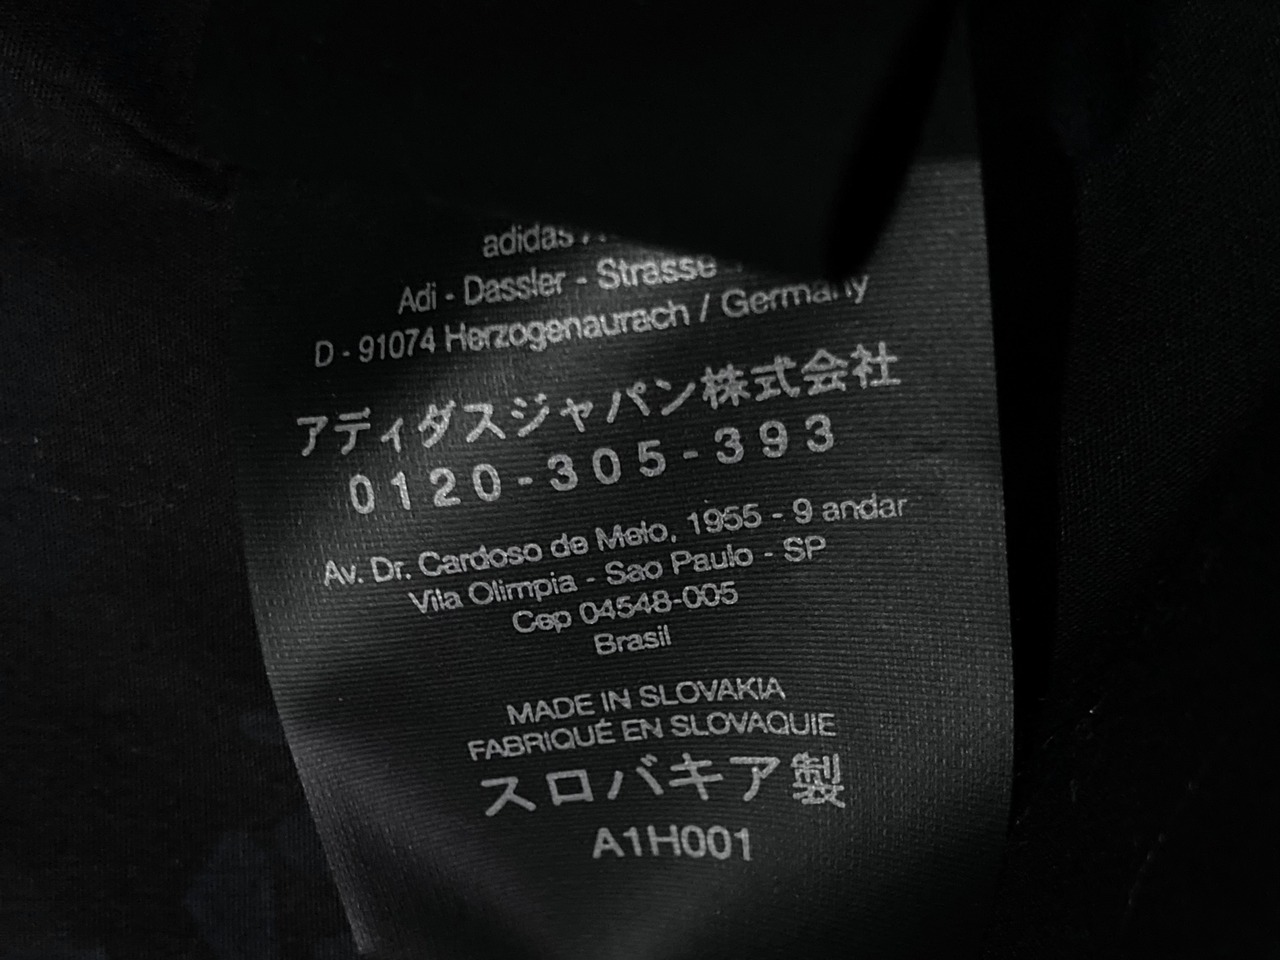 adidas
Adi - Dassler - Strasse
D - 91074 Herzogenaurach / Germany
アディダスジャパン株式会社
0120-305-393
Av. Dr. Cardoso de Melo, 1955 - 9 andar
Vila Olimpia - Sao Paulo - SP
Cep 04548-005
Brasil
MADE IN SLOVAKIA
FABRIQUÉ EN SLOVAQUIE
スロバキア製
A1H001